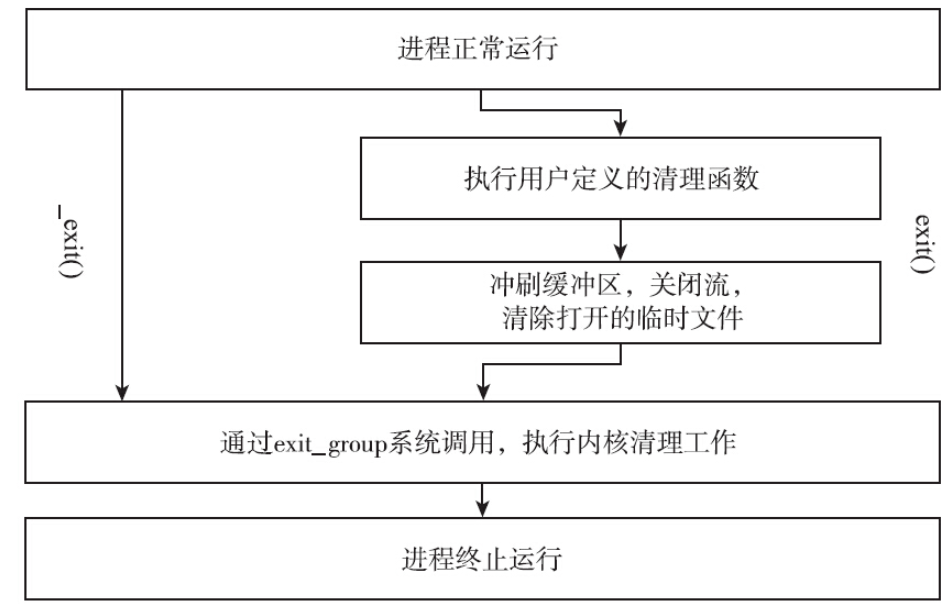 进程正常运行
执行用户定义的清理函数
_exit()
exit()
冲刷缓冲区，关闭流，
清除打开的临时文件
通过exit_group系统调用，执行内核清理工作
进程终止运行